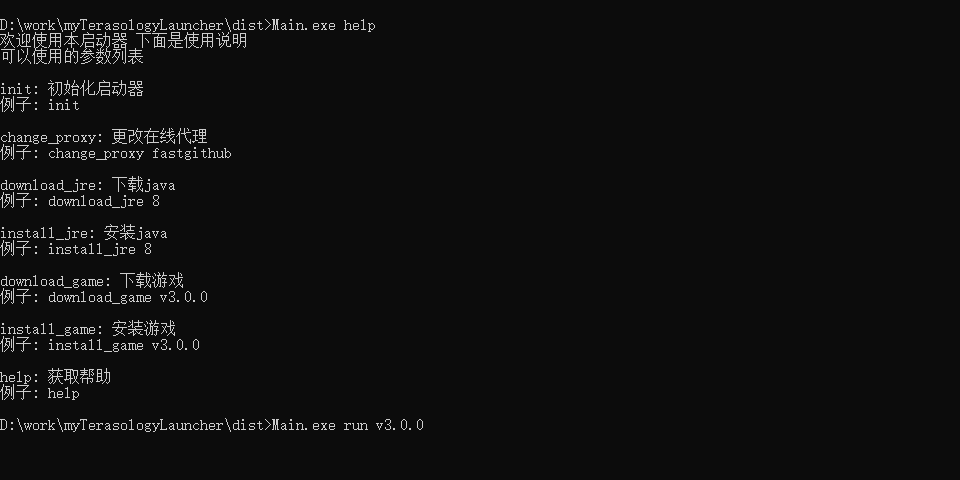 D:\work\myTerasologyLauncher\dist>Main.exe help
欢迎使用本启动器 下面是使用说明
可以使用的参数列表
init: 初始化启动器
例子: init
change_proxy: 更改在线代理
例子: change_proxy fastgithub
download_jre: 下载java
例子: download_jre 8
install_jre: 安装java
例子: install_jre 8
download_game: 下载游戏
例子: download_game v3.0.0
install_game: 安装游戏
例子: install_game v3.0.0
help: 获取帮助
例子: help
D:\work\myTerasologyLauncher\dist>Main.exe run v3.0.0